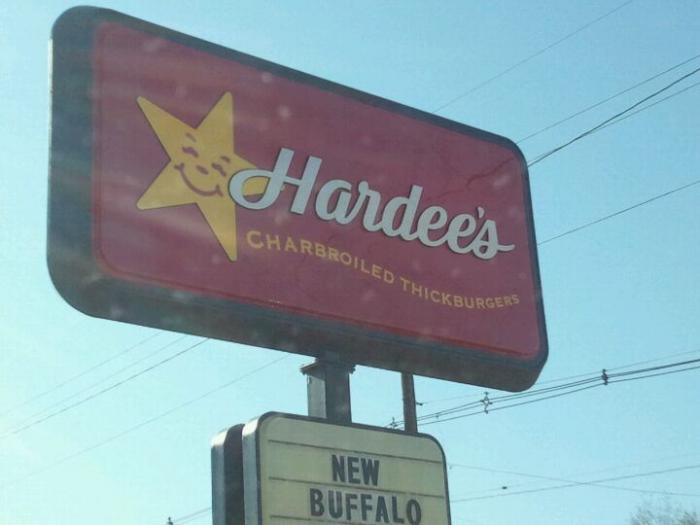 Hardee's
CHARBROILED THICKBURGERS
NEW
BUFFALO